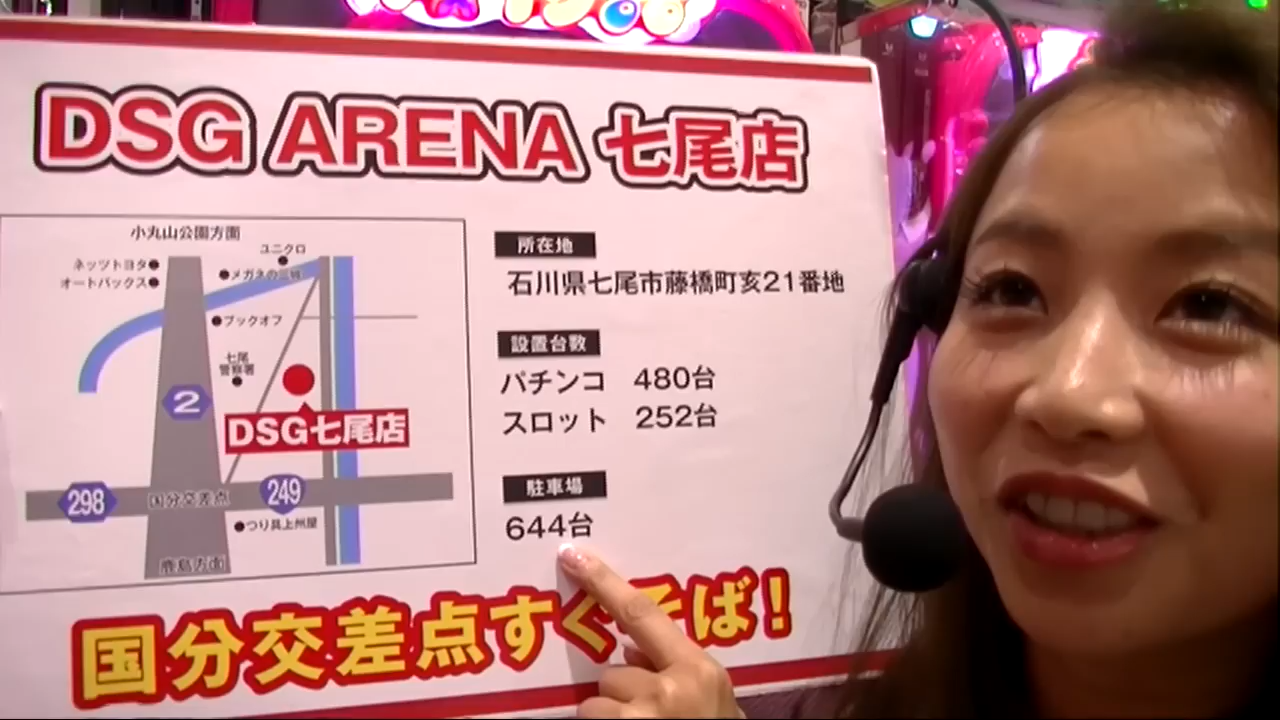 DSG ARENA 七尾店
小丸山公園方面
ユニクロ
ネッツトヨタ
メガネの三城
オートバックス
ブックオフ
七尾
警察署
2
DSG七尾店
298
国分交差点
249
つり具上州屋
鹿島方面
所在地
石川県七尾市藤橋町亥21番地
設置台数
パチンコ 480台
スロット 252台
駐車場
644台
国分交差点すぐそば!